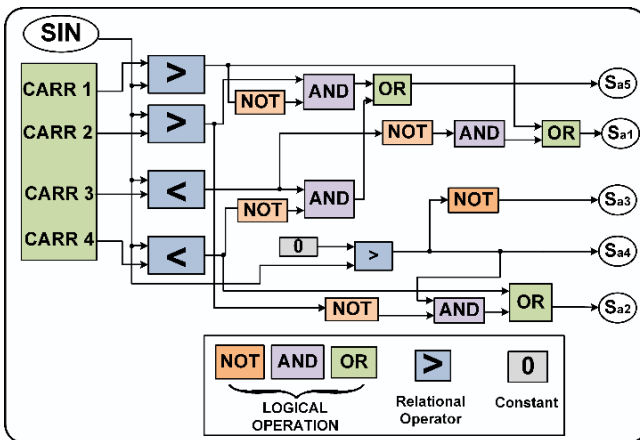 SIN
CARR 1
CARR 2
CARR 3
CARR 4
>
>
<
<
NOT
AND
OR
NOT
AND
OR
NOT
AND
0
>
NOT
NOT
AND
OR
Sa5
Sa1
Sa3
Sa4
Sa2
NOT AND OR
LOGICAL
OPERATION
>
Relational
Operator
0
Constant